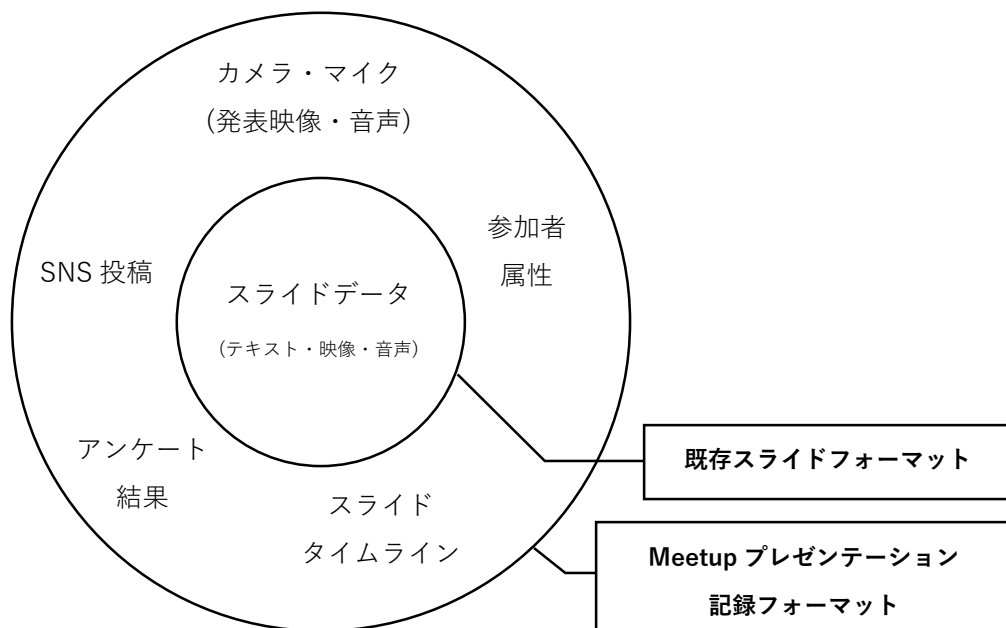 カメラ・マイク
(発表映像・音声)
参加者
属性
SNS 投稿
スライドデータ
(テキスト・映像・音声)
アンケート
結果
スライド
タイムライン
既存スライドフォーマット
Meetup プレゼンテーション
記録フォーマット